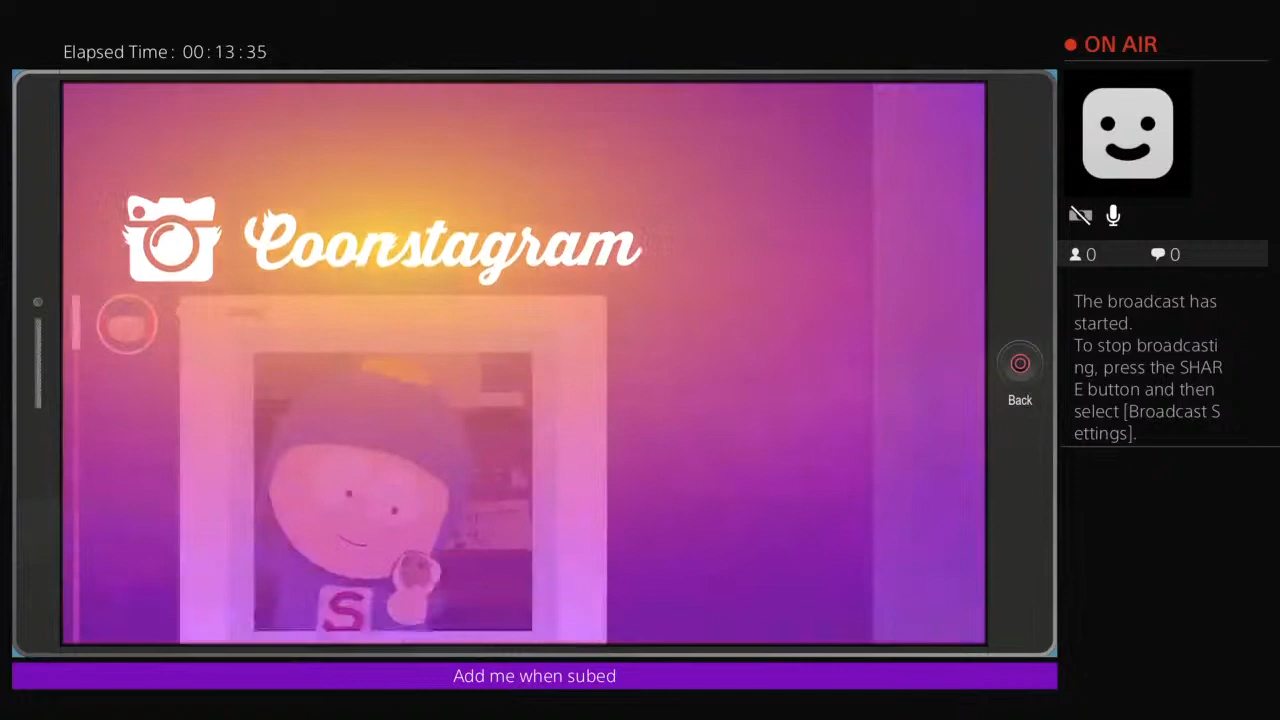 Elapsed Time: 00:13:35
ON AIR
Coonstagram
0
0
The broadcast has
started.
To stop broadcasti
ng, press the SHAR
E button and then
select [Broadcast S
ettings].
Back
S
Add me when subed